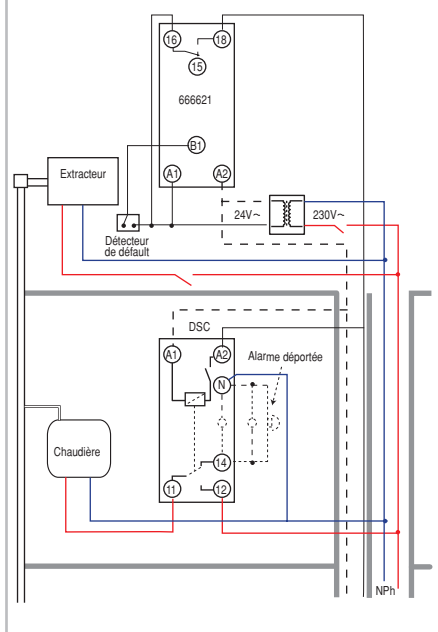 16
18
15
666621
B1
A1
A2
Extracteur
24V~
230V~
Détecteur
de défault
DSC
A1
A2
Alarme déportée
N
Chaudière
14
11
12
NPh